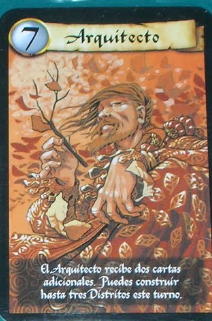 7
Arquitecto
El Arquitecto recibe dos cartas
adicionales. Puedes construir
hasta tres Distritos este turno.